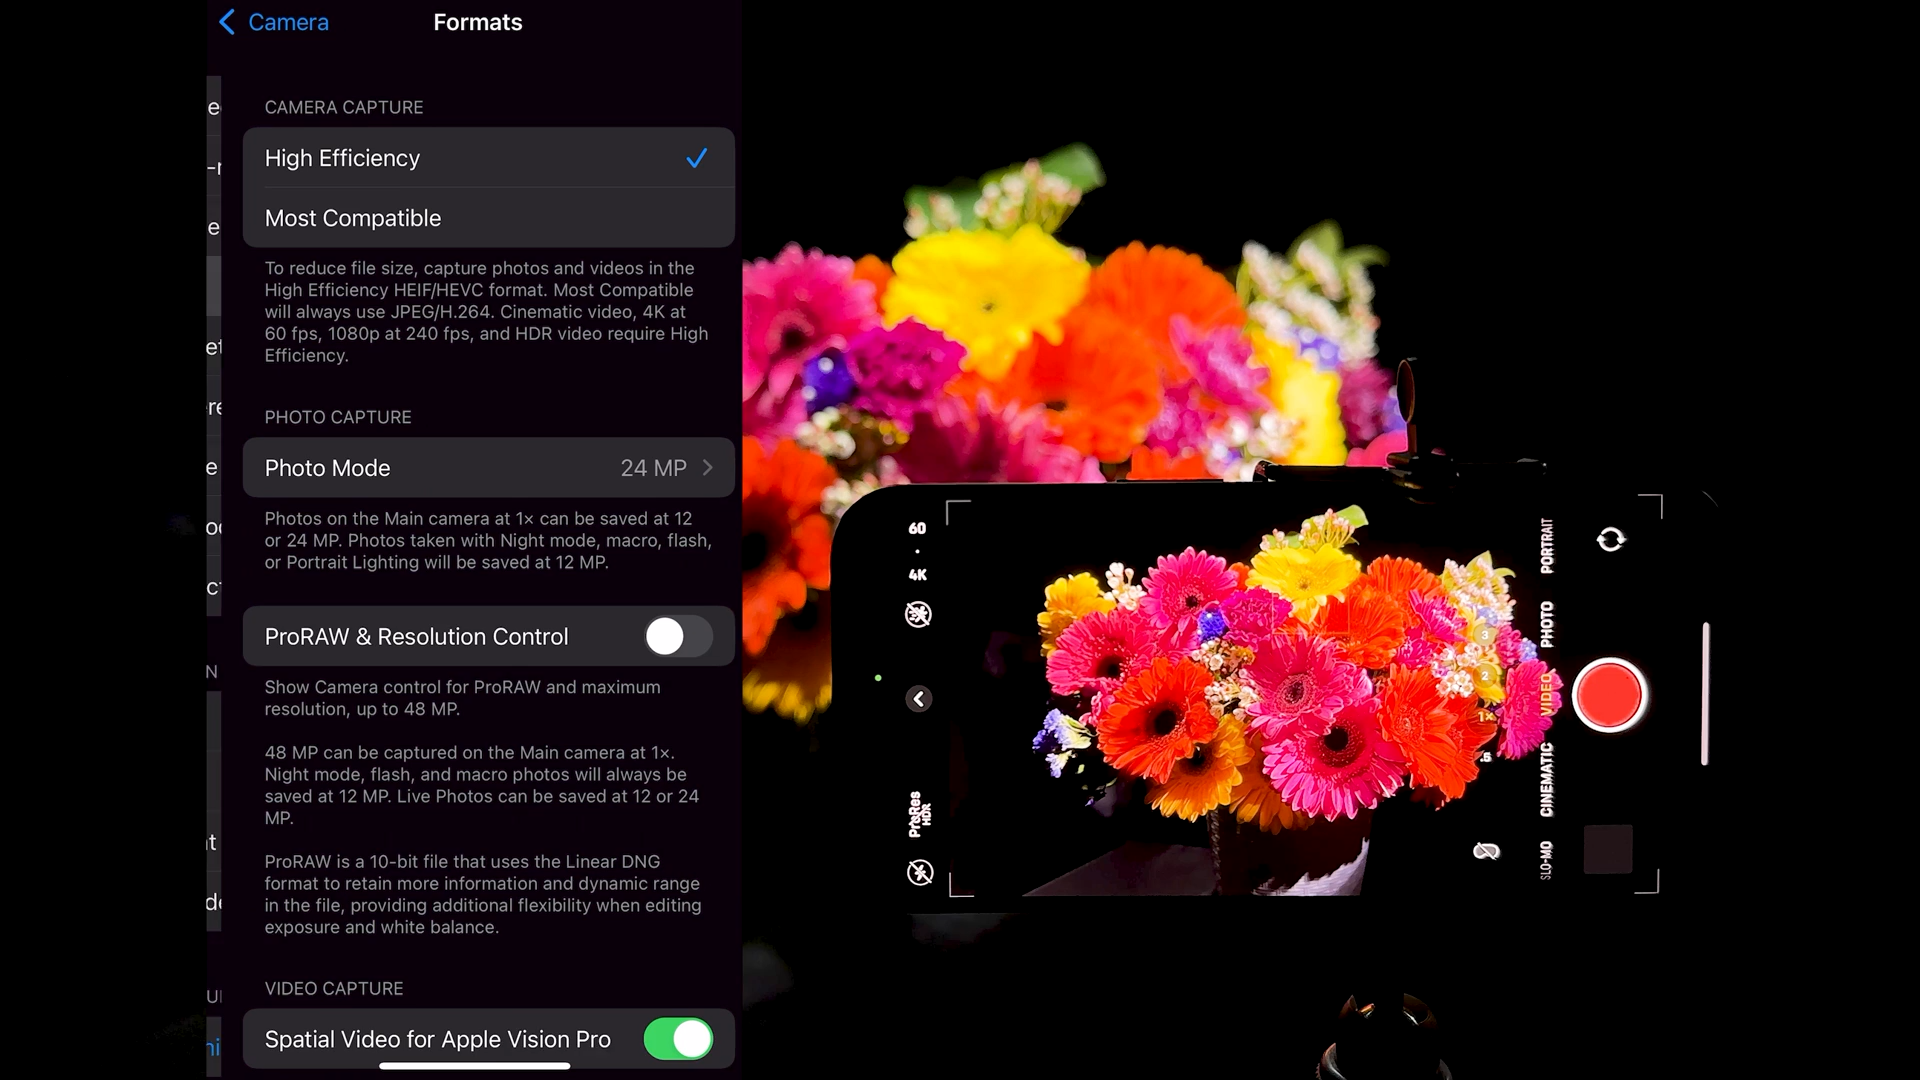 Camera
Formats
CAMERA CAPTURE
High Efficiency
Most Compatible
To reduce file size, capture photos and videos in the
High Efficiency HEIF/HEVC format. Most Compatible
will always use JPEG/H.264. Cinematic video, 4K at
60 fps, 1080p at 240 fps, and HDR video require High
Efficiency.
PHOTO CAPTURE
Photo Mode 24 MP
Photos on the Main camera at 1× can be saved at 12
or 24 MP. Photos taken with Night mode, macro, flash,
or Portrait Lighting will be saved at 12 MP.
ProRAW & Resolution Control
Show Camera control for ProRAW and maximum
resolution, up to 48 MP.
48 MP can be captured on the Main camera at 1×.
Night mode, flash, and macro photos will always be
saved at 12 MP. Live Photos can be saved at 12 or 24
MP.
ProRAW is a 10-bit file that uses the Linear DNG
format to retain more information and dynamic range
in the file, providing additional flexibility when editing
exposure and white balance.
VIDEO CAPTURE
Spatial Video for Apple Vision Pro
60
4K
ProRes
HDR
3
2
1×
.5
PORTRAIT
PHOTO
VIDEO
CINEMATIC
SLO-MO